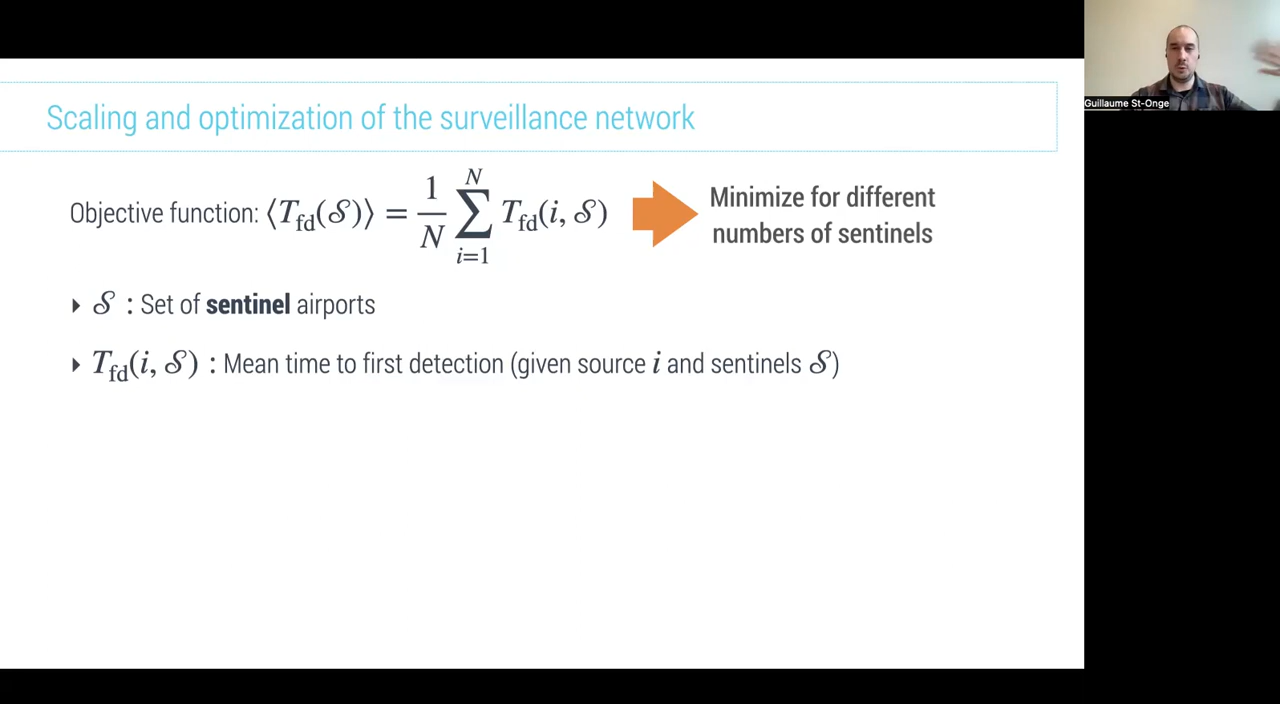 Guillaume St-Onge
Scaling and optimization of the surveillance network
Objective function: ⟨T_fd(𝒮)⟩ = 1/N ∑_{i=1}^{N} T_fd(i, 𝒮)
Minimize for different
numbers of sentinels
𝒮 : Set of sentinel airports
T_fd(i, 𝒮) : Mean time to first detection (given source i and sentinels 𝒮)